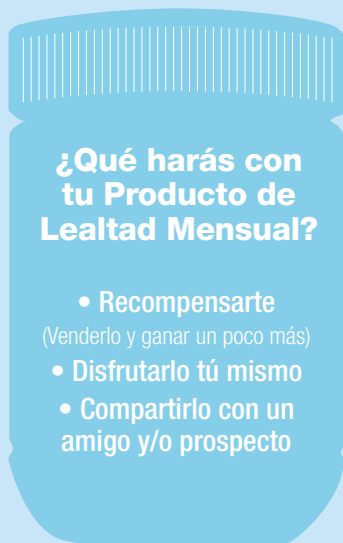 ¿Qué harás con
tu Producto de
Lealtad Mensual?
• Recompensarte
(Venderlo y ganar un poco más)
• Disfrutarlo tú mismo
• Compartirlo con un
amigo y/o prospecto